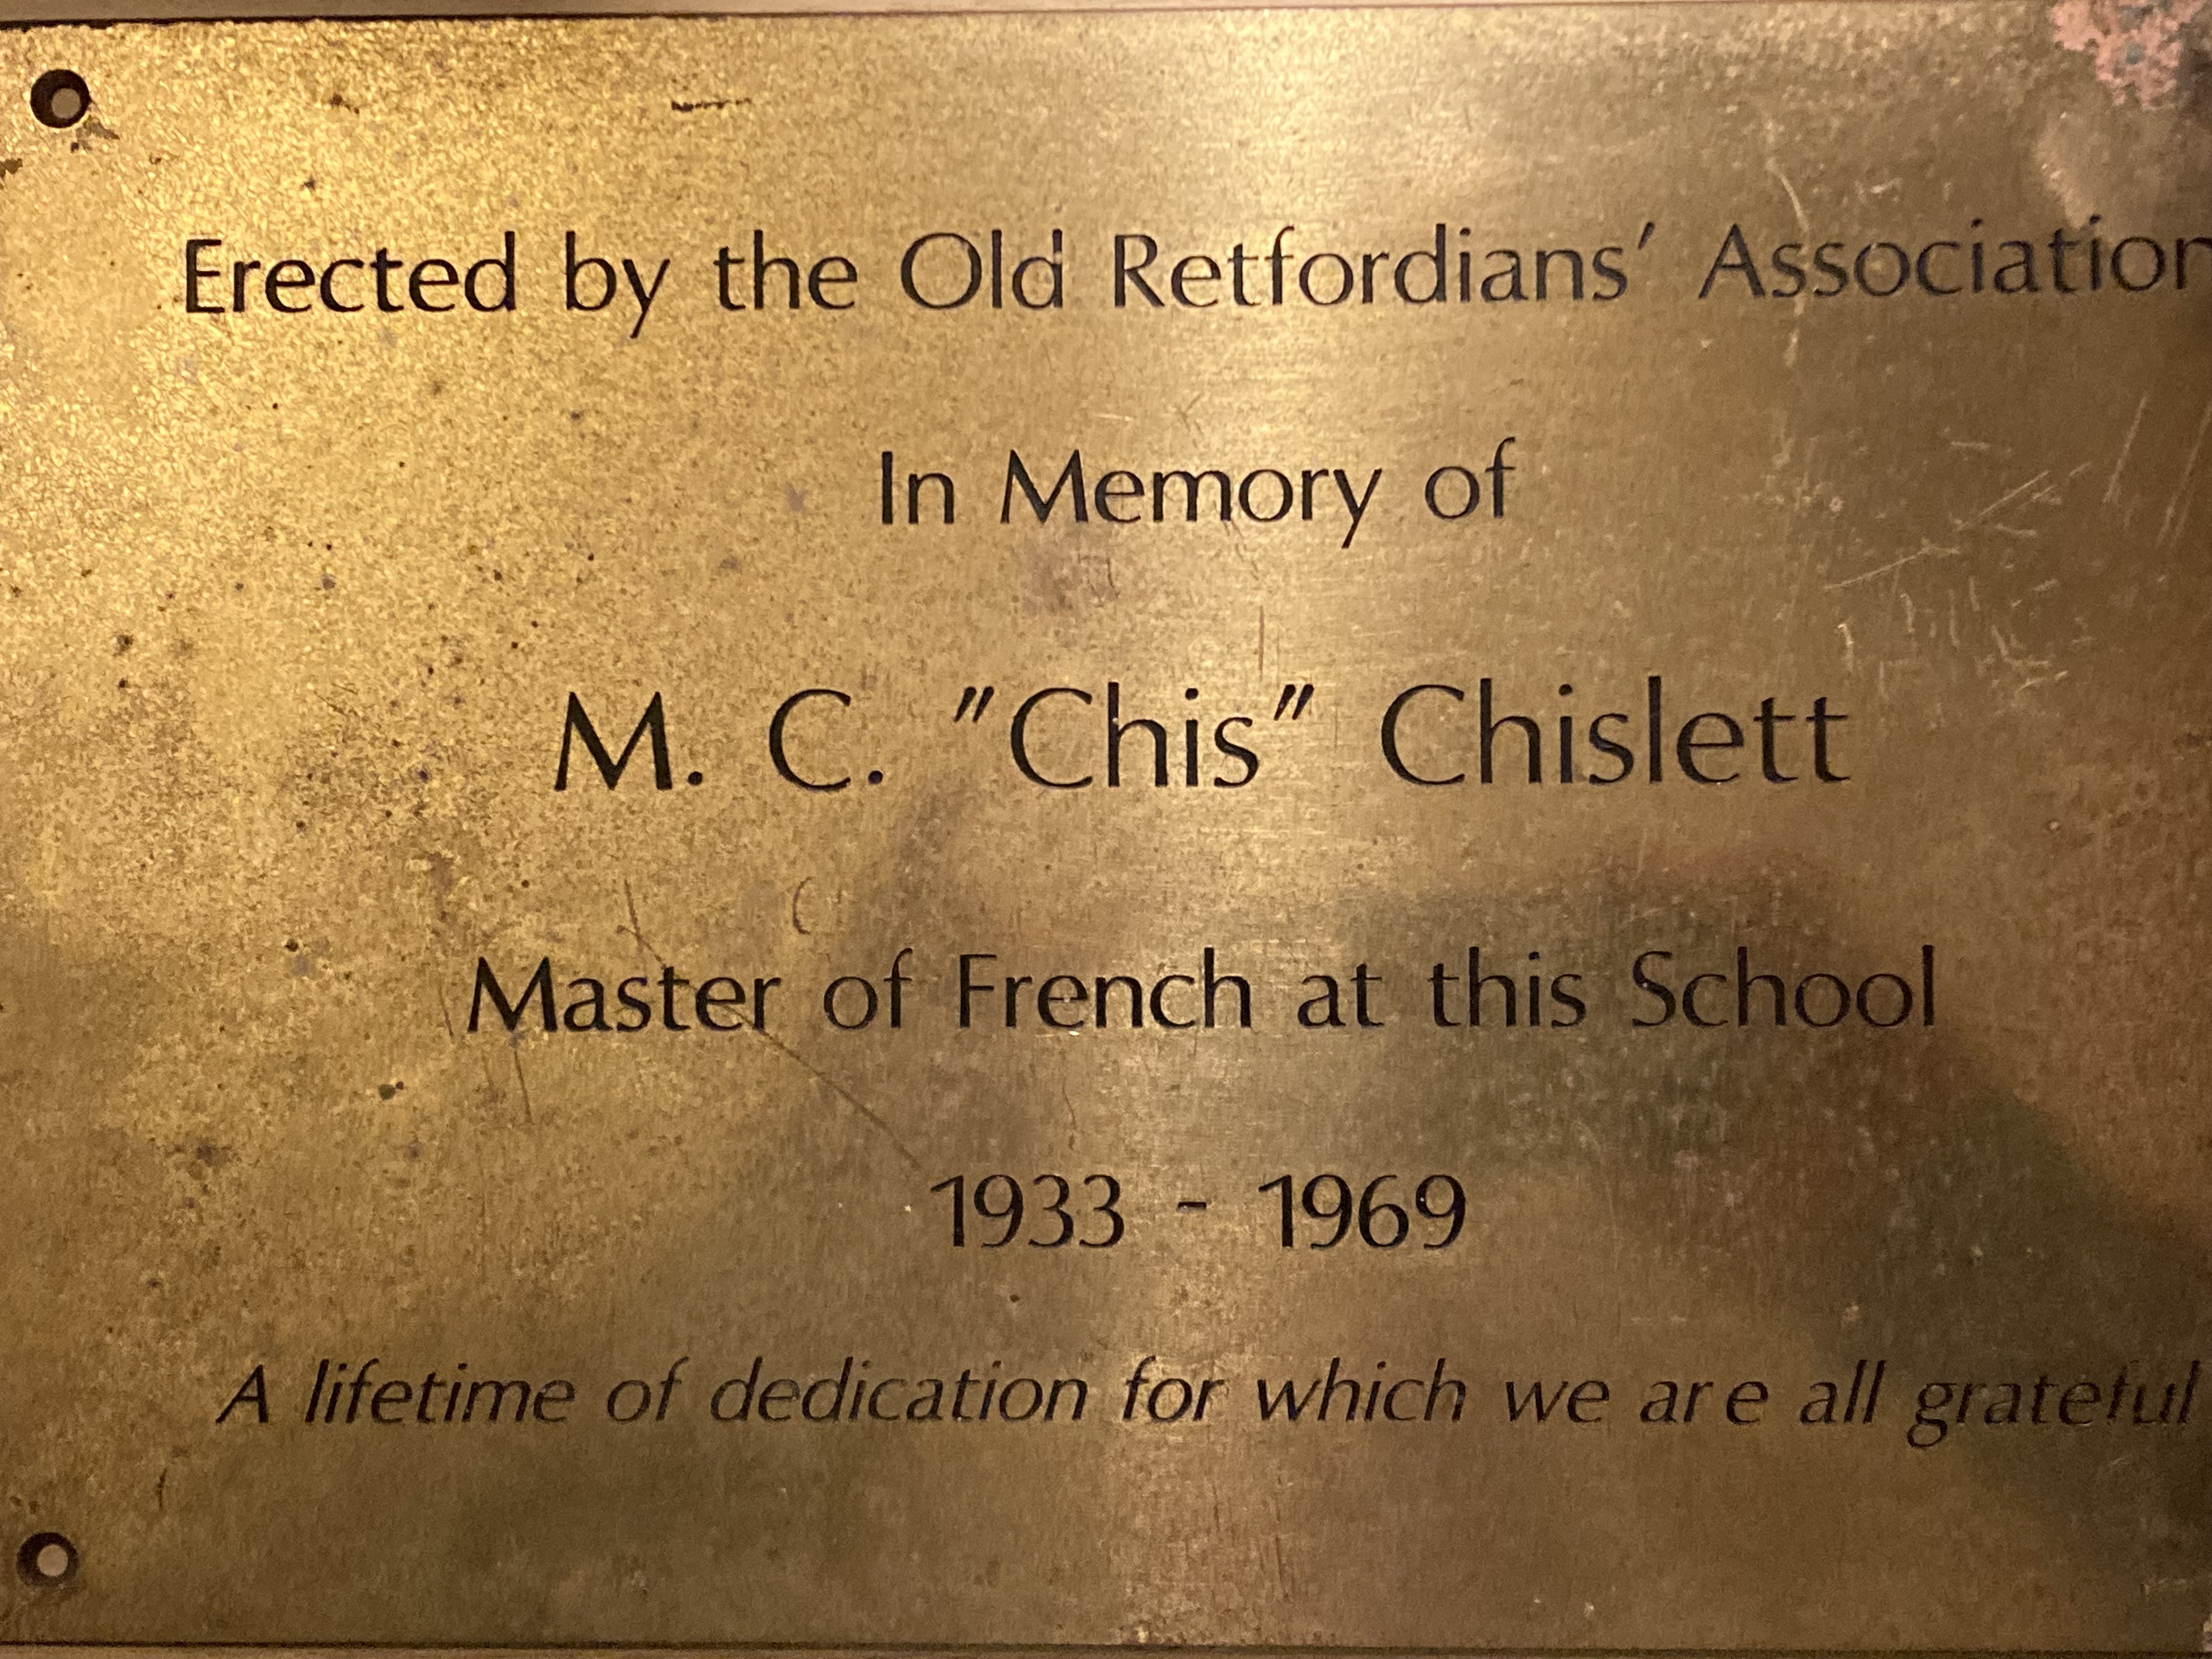 Erected by the Old Retfordians' Association
In Memory of
M. C. "Chis" Chislett
Master of French at this School
1933 - 1969
A lifetime of dedication for which we are all grateful